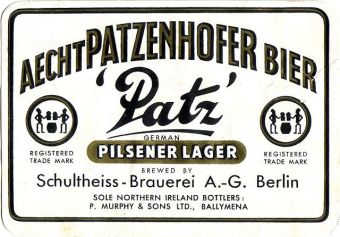 AECHT PATZENHOFER BIER
'Patz'
GERMAN
PILSENER LAGER
REGISTERED
TRADE MARK
REGISTERED
TRADE MARK
BREWED BY
Schultheiss-Brauerei A.-G. Berlin
SOLE NORTHERN IRELAND BOTTLERS:
P. MURPHY & SONS LTD., BALLYMENA